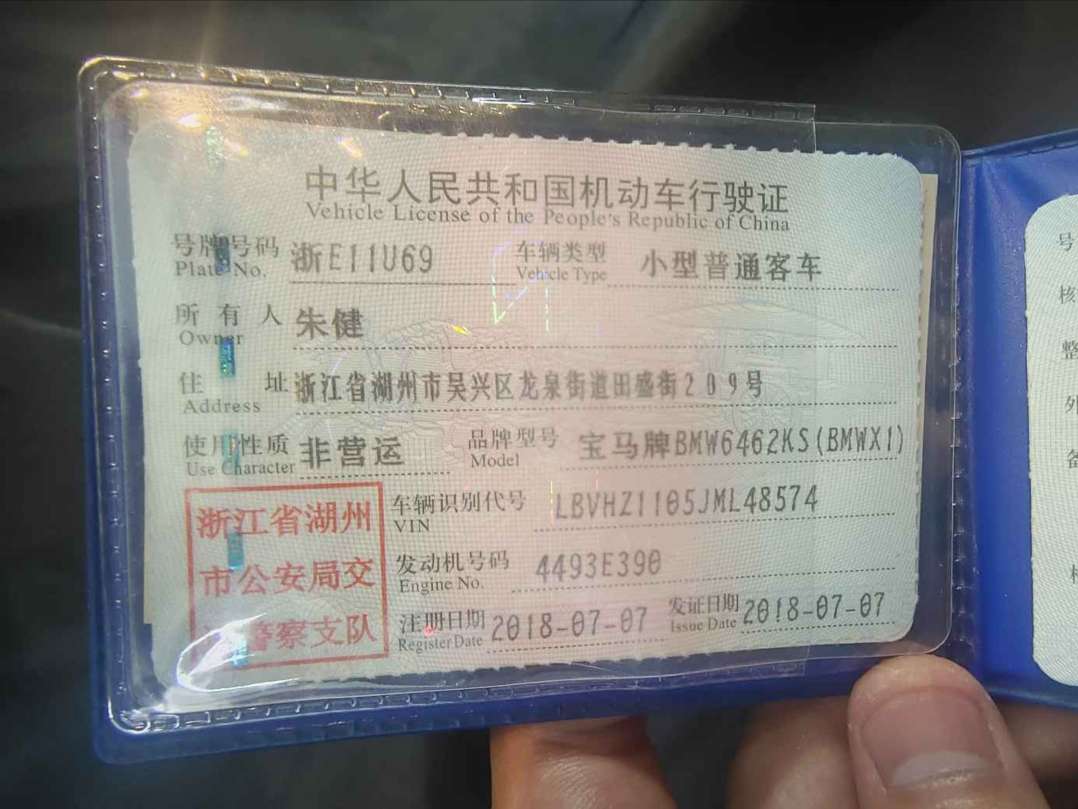 中华人民共和国机动车行驶证
Vehicle License of the People's Republic of China
号牌号码 浙E11U69 车辆类型 小型普通客车
Plate No. Vehicle Type
所有人 朱健
Owner
住址 浙江省湖州市吴兴区龙泉街道田盛街209号
Address
使用性质 非营运 品牌型号 宝马牌BMW6462KS(BMWX1)
Use Character Model
浙江省湖州
市公安局交
警察支队
车辆识别代号 LBVHZ1105JML48574
VIN
发动机号码 4493E390
Engine No.
注册日期 2018-07-07 发证日期 2018-07-07
Register Date Issue Date
号
核
整
外
备